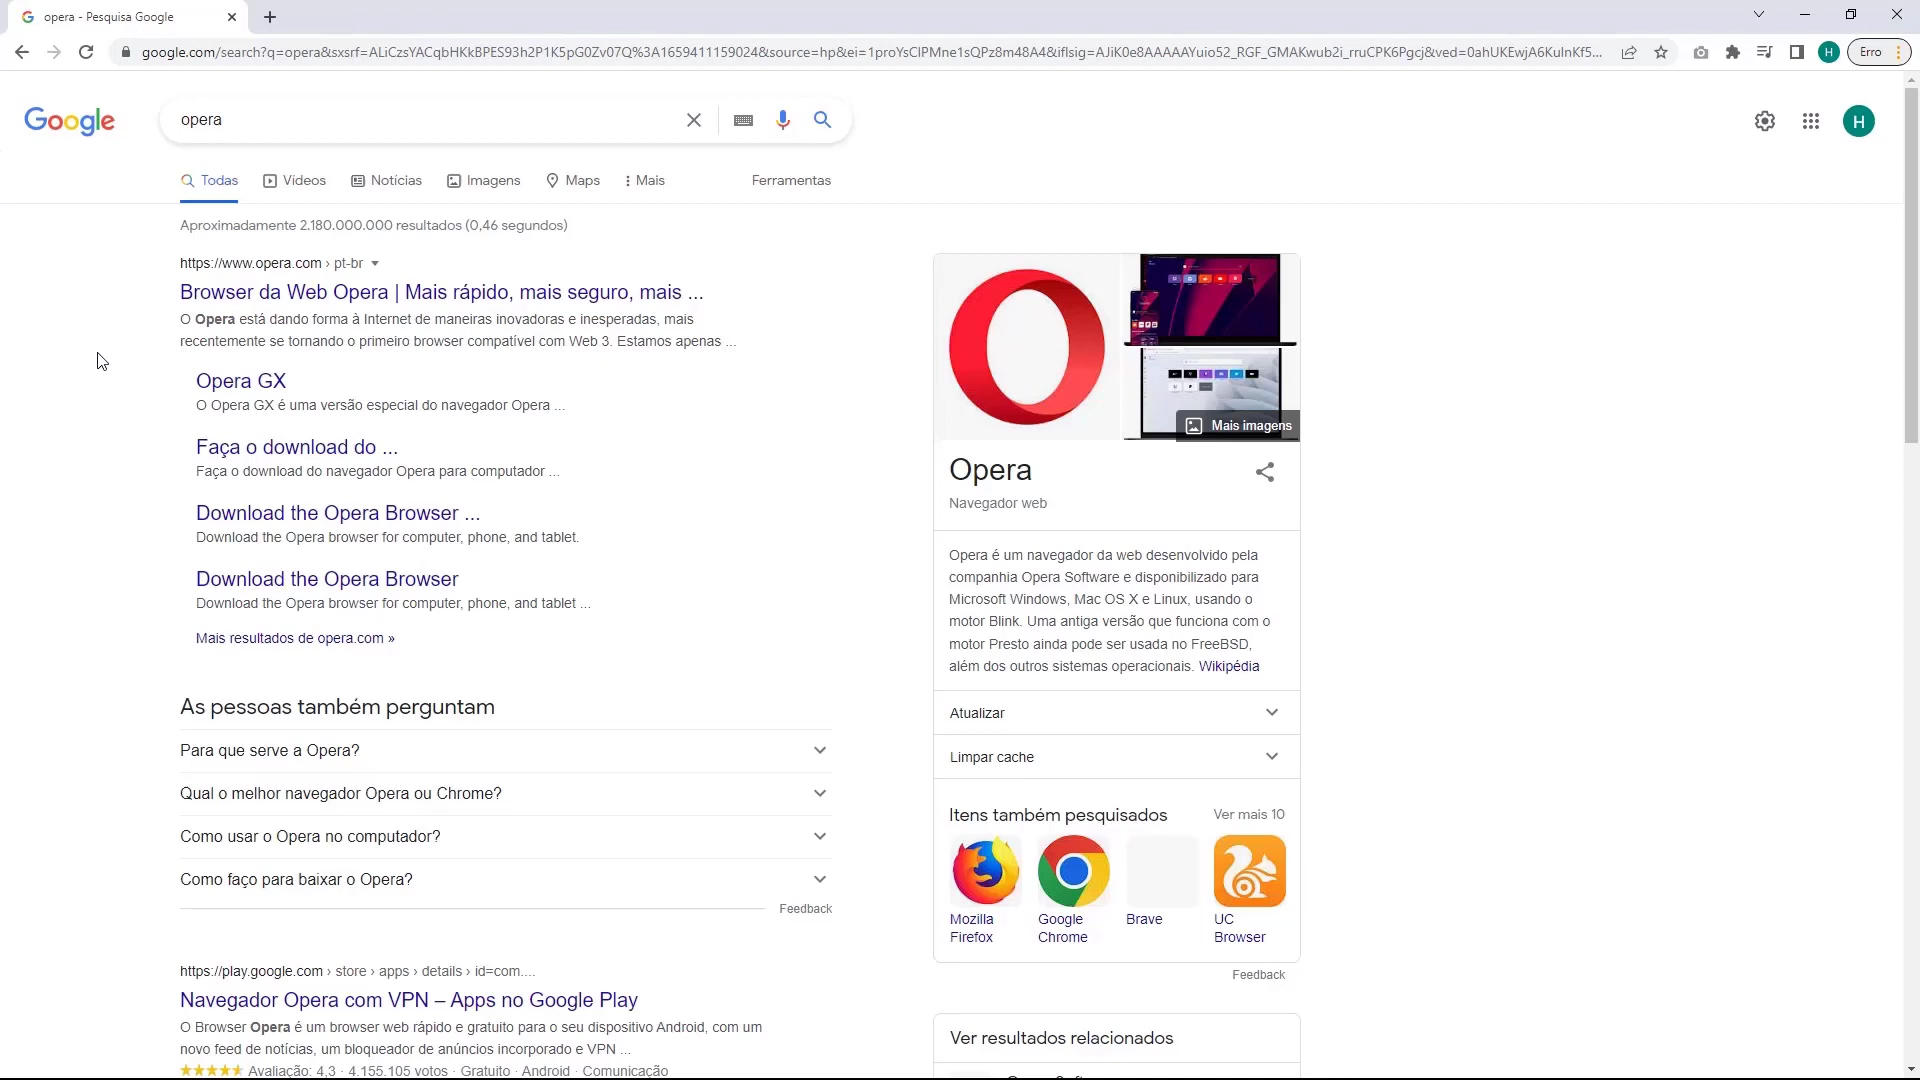 opera - Pesquisa Google
google.com/search?q=opera&sxsrf=ALiCzsYACqbHKkBPES93h2P1K5pG0Zv07Q%3A1659411159024&source=hp&ei=1proYsClPMne1sQPz8m48A4&iflsig=AJiK0e8AAAAAYuio52_RGF_GMAKwub2i_rruCPK6Pgcj&ved=0ahUKEwjA6KulnKf5...
H
Erro
Google
opera
H
Todas
Vídeos
Notícias
Imagens
Maps
Mais
Ferramentas
Aproximadamente 2.180.000.000 resultados (0,46 segundos)
https://www.opera.com › pt-br
Browser da Web Opera | Mais rápido, mais seguro, mais ...
O Opera está dando forma à Internet de maneiras inovadoras e inesperadas, mais
recentemente se tornando o primeiro browser compatível com Web 3. Estamos apenas ...
Opera GX
O Opera GX é uma versão especial do navegador Opera ...
Faça o download do ...
Faça o download do navegador Opera para computador ...
Download the Opera Browser ...
Download the Opera browser for computer, phone, and tablet.
Download the Opera Browser
Download the Opera browser for computer, phone, and tablet ...
Mais resultados de opera.com »
As pessoas também perguntam
Para que serve a Opera?
Qual o melhor navegador Opera ou Chrome?
Como usar o Opera no computador?
Como faço para baixar o Opera?
Feedback
https://play.google.com › store › apps › details › id=com....
Navegador Opera com VPN – Apps no Google Play
O Browser Opera é um browser web rápido e gratuito para o seu dispositivo Android, com um
novo feed de notícias, um bloqueador de anúncios incorporado e VPN ...
Avaliação: 4,3 · 4.155.105 votos · Gratuito · Android · Comunicação
Mais imagens
Opera
Navegador web
Opera é um navegador da web desenvolvido pela
companhia Opera Software e disponibilizado para
Microsoft Windows, Mac OS X e Linux, usando o
motor Blink. Uma antiga versão que funciona com o
motor Presto ainda pode ser usada no FreeBSD,
além dos outros sistemas operacionais. Wikipédia
Atualizar
Limpar cache
Itens também pesquisados
Ver mais 10
Mozilla
Firefox
Google
Chrome
Brave
UC
Browser
Feedback
Ver resultados relacionados